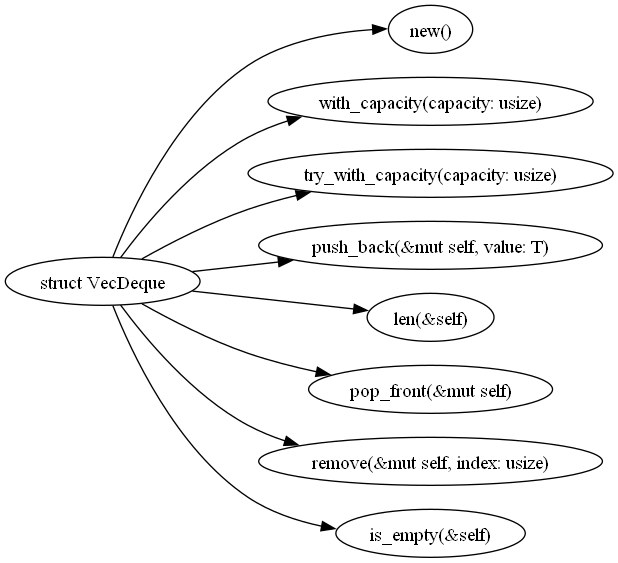 new()
with_capacity(capacity: usize)
try_with_capacity(capacity: usize)
push_back(&mut self, value: T)
struct VecDeque
len(&self)
pop_front(&mut self)
remove(&mut self, index: usize)
is_empty(&self)